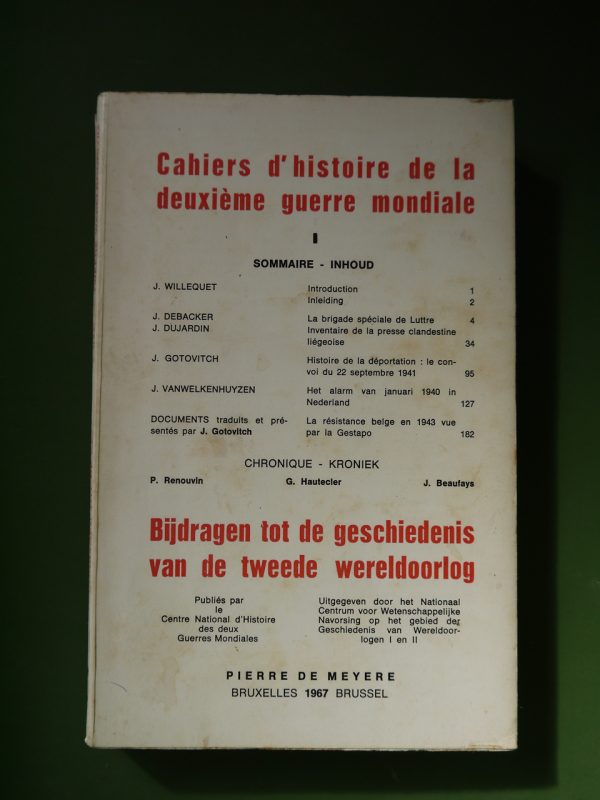 Cahiers d'histoire de la
deuxième guerre mondiale
I
SOMMAIRE - INHOUD
J. WILLEQUET Introduction 1
Inleiding 2
J. DEBACKER La brigade spéciale de Luttre 4
J. DUJARDIN Inventaire de la presse clandestine
liégeoise 34
J. GOTOVITCH Histoire de la déportation : le con-
voi du 22 septembre 1941 95
J. VANWELKENHUYZEN Het alarm van januari 1940 in
Nederland 127
DOCUMENTS traduits et pré- La résistance belge en 1943 vue
sentés par J. Gotovitch par la Gestapo 182
CHRONIQUE - KRONIEK
P. Renouvin G. Hautecler J. Beaufays
Bijdragen tot de geschiedenis
van de tweede wereldoorlog
Publiés par
le
Centre National d'Histoire
des deux
Guerres Mondiales
Uitgegeven door het Nationaal
Centrum voor Wetenschappelijke
Navorsing op het gebied der
Geschiedenis van Wereldoor-
logen I en II
PIERRE DE MEYERE
BRUXELLES 1967 BRUSSEL